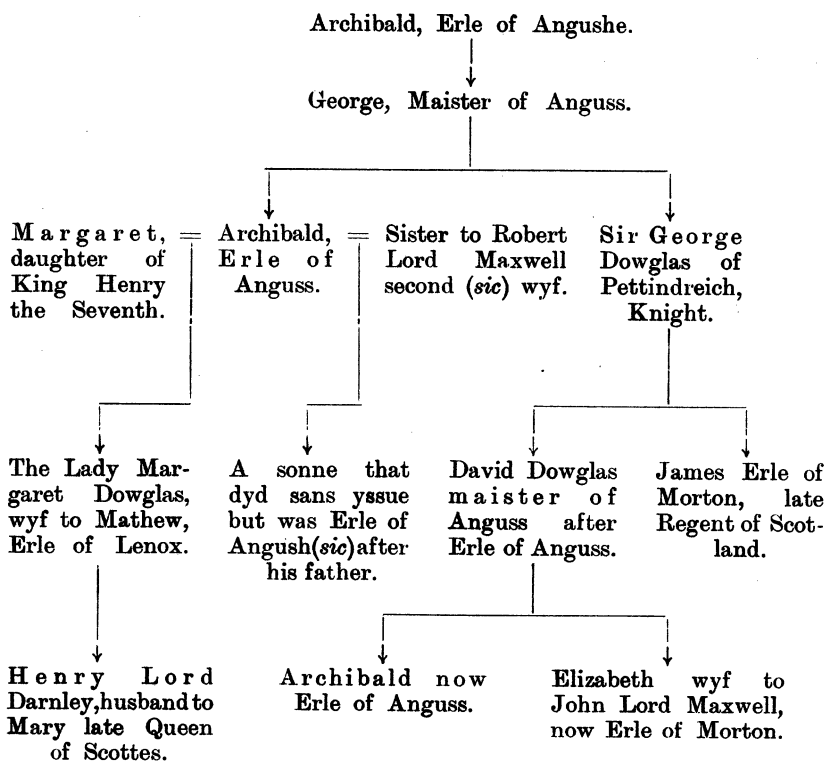 Archibald, Erle of Angushe.
George, Maister of Anguss.
Margaret,
daughter of
King Henry
the Seventh.
=
Archibald,
Erle of
Anguss.
=
Sister to Robert
Lord Maxwell
second (sic) wyf.
Sir George
Dowglas of
Pettindreich,
Knight.
The Lady Mar-
garet Dowglas,
wyf to Mathew,
Erle of Lenox.
A sonne that
dyd sans yssue
but was Erle of
Angush(sic)after
his father.
David Dowglas
maister of
Anguss after
Erle of Anguss.
James Erle of
Morton, late
Regent of Scot-
land.
Henry Lord
Darnley,husband to
Mary late Queen
of Scottes.
Archibald now
Erle of Anguss.
Elizabeth wyf to
John Lord Maxwell,
now Erle of Morton.